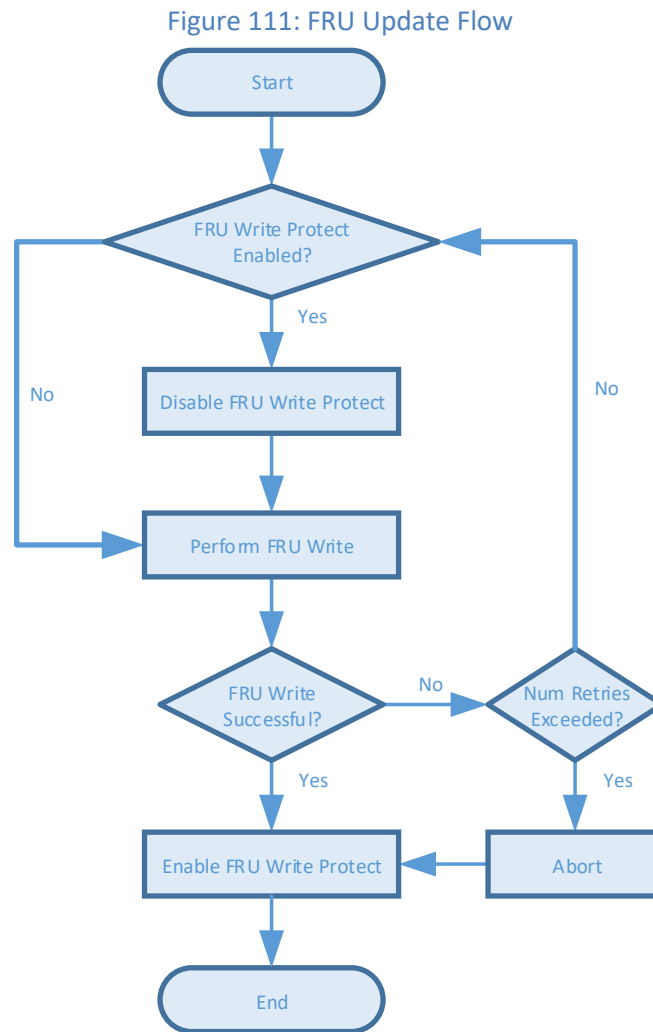 Figure 111: FRU Update Flow
Start
FRU Write Protect
Enabled?
Yes
No
No
Disable FRU Write Protect
Perform FRU Write
FRU Write
Successful?
No
Num Retries
Exceeded?
Yes
Yes
Enable FRU Write Protect
Abort
End